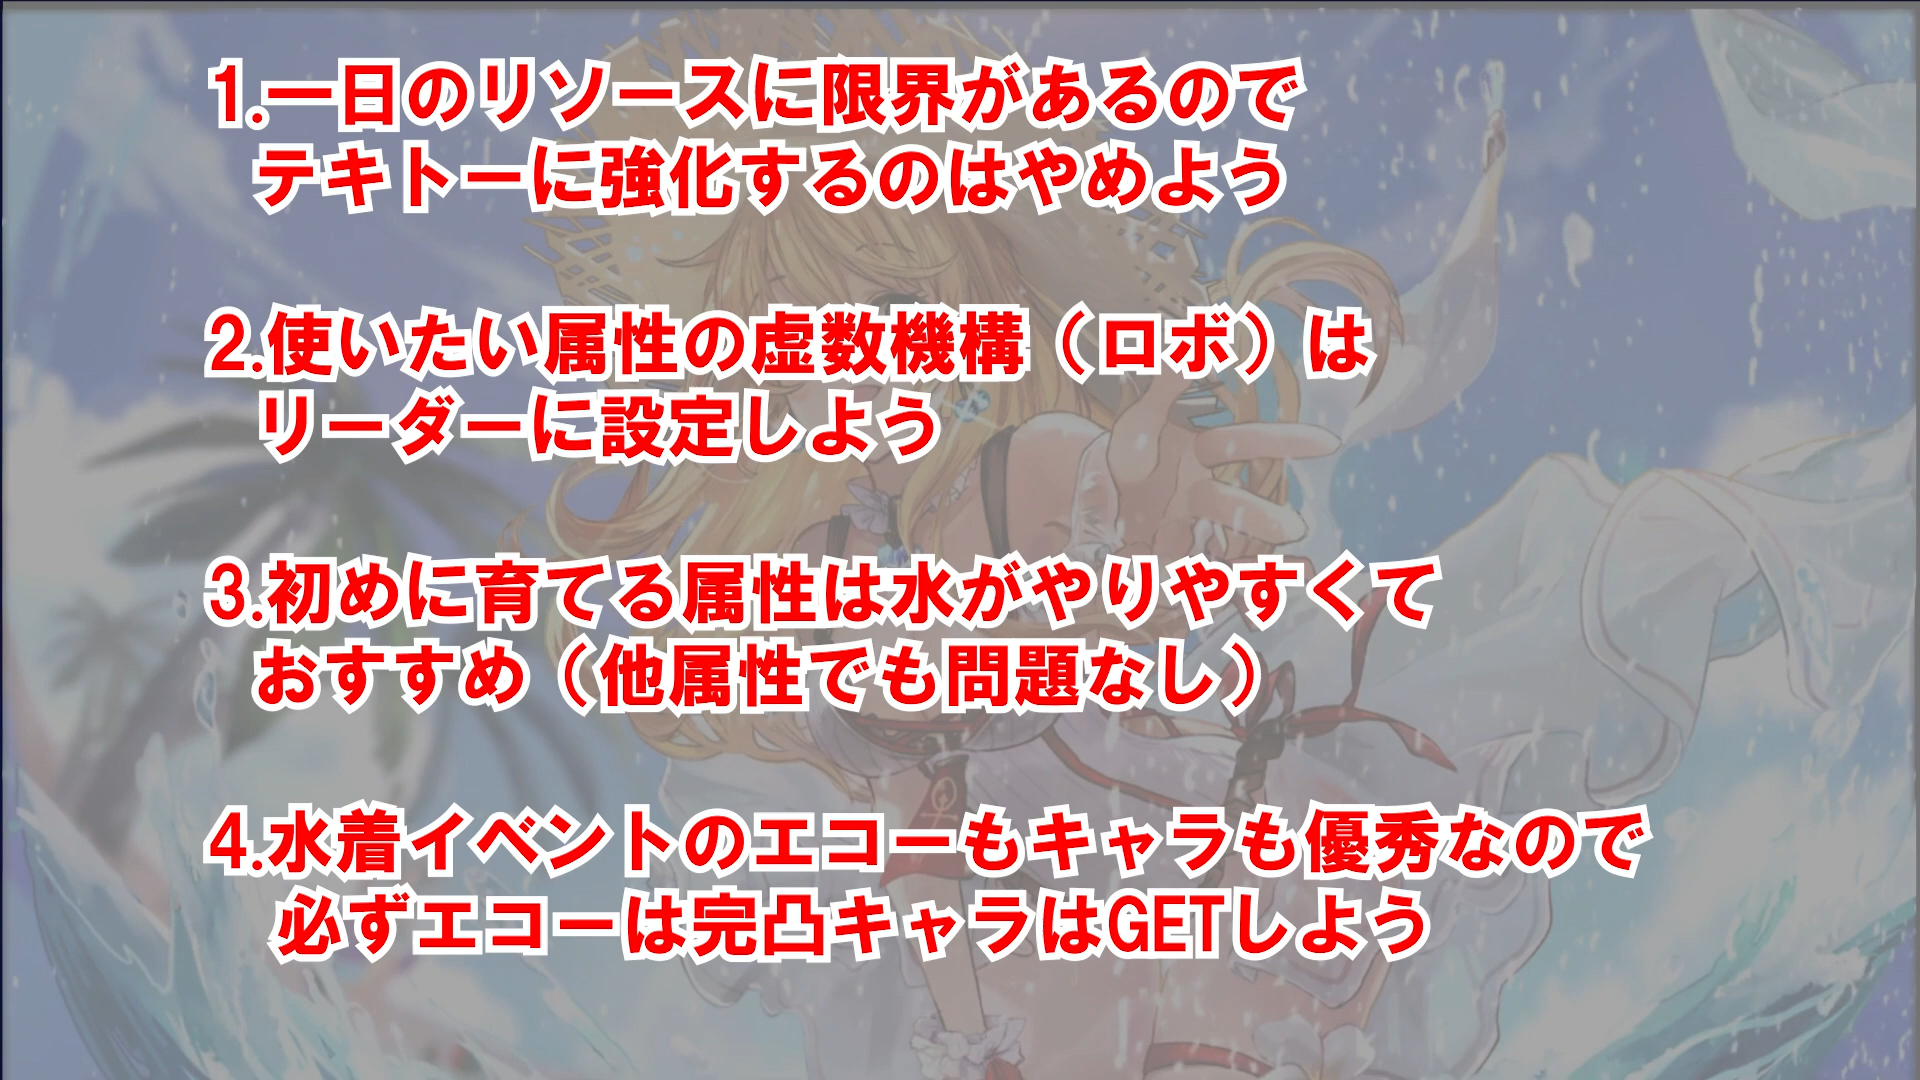 1.一日のリソースに限界があるので
テキトーに強化するのはやめよう
2.使いたい属性の虚数機構（ロボ）は
リーダーに設定しよう
3.初めに育てる属性は水がやりやすくて
おすすめ（他属性でも問題なし）
4.水着イベントのエコーもキャラも優秀なので
必ずエコーは完凸キャラはGETしよう